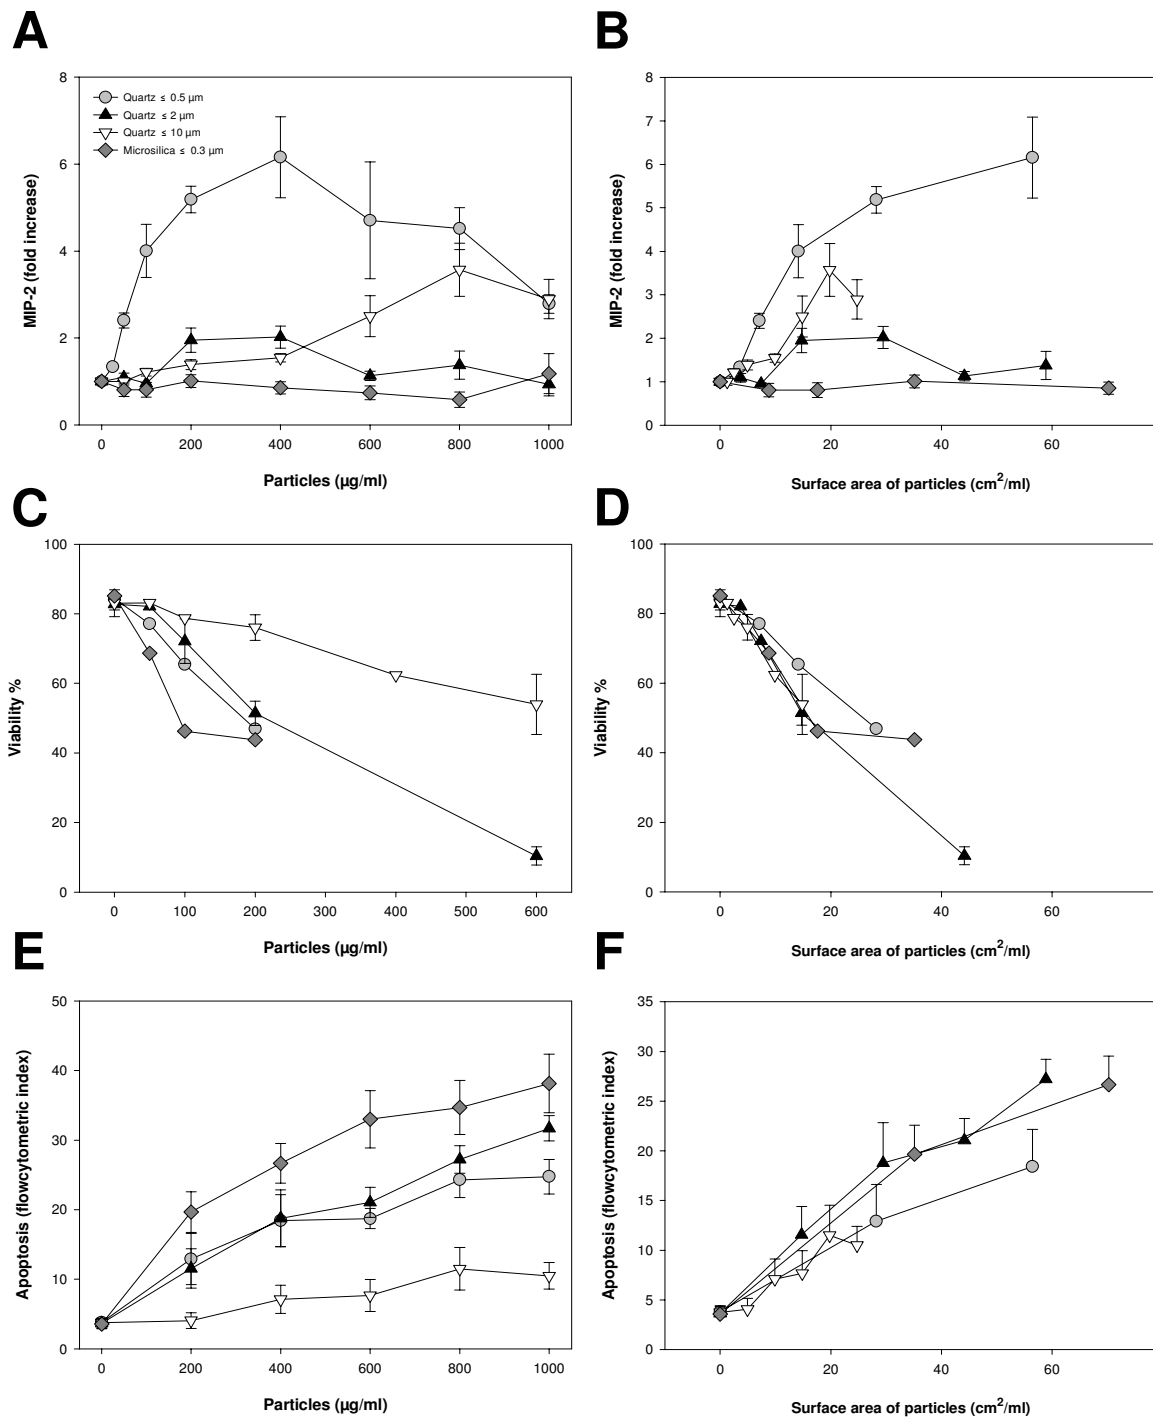 A
B
8
6
4
2
0
MIP-2 (fold increase)
Quartz ≤ 0.5 µm
Quartz ≤ 2 µm
Quartz ≤ 10 µm
Microsilica ≤ 0.3 µm
0 200 400 600 800 1000
Particles (µg/ml)
8
7
6
5
4
3
2
1
0
MIP-2 (fold increase)
0 20 40 60
Surface area of particles (cm²/ml)
C
D
100
80
60
40
20
0
Viability %
0 100 200 300 400 500 600
Particles (µg/ml)
100
80
60
40
20
0
Viability %
0 20 40 60
Surface area of particles (cm²/ml)
E
F
50
40
30
20
10
0
Apoptosis (flowcytometric index)
0 200 400 600 800 1000
Particles (µg/ml)
35
30
25
20
15
10
5
0
Apoptosis (flowcytometric index)
0 20 40 60
Surface area of particles (cm²/ml)